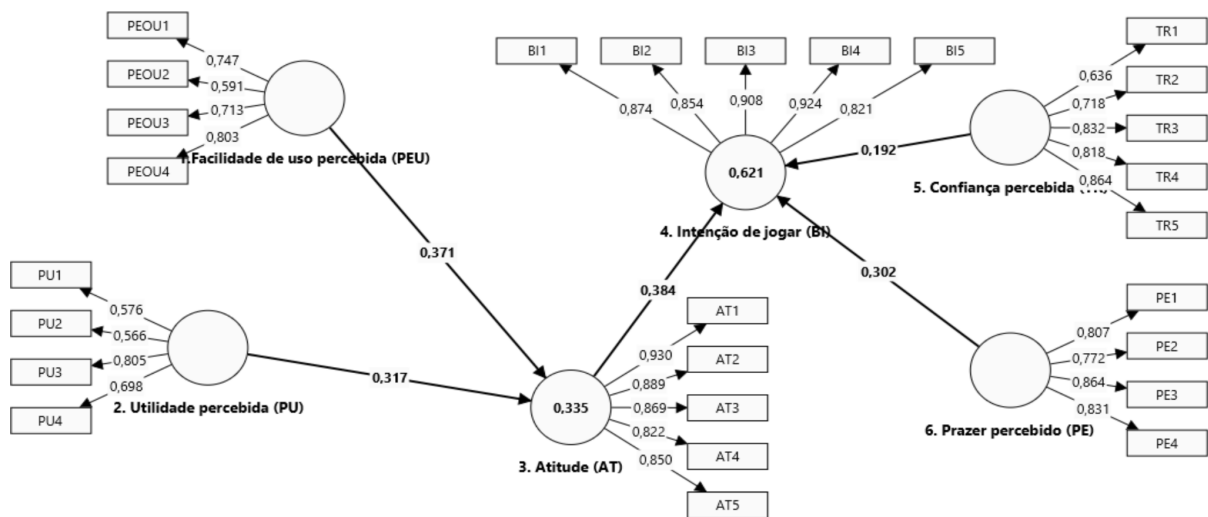 PEOU1
PEOU2
PEOU3
PEOU4
0,747
0,591
0,713
0,803
1.Facilidade de uso percebida (PEU)
BI1
BI2
BI3
BI4
BI5
0,874
0,854
0,908
0,924
0,821
0,621
4. Intenção de jogar (BI)
TR1
TR2
TR3
TR4
TR5
0,636
0,718
0,832
0,818
0,864
5. Confiança percebida
0,192
0,371
0,384
0,302
PU1
PU2
PU3
PU4
0,576
0,566
0,805
0,698
2. Utilidade percebida (PU)
0,317
0,335
3. Atitude (AT)
AT1
AT2
AT3
AT4
AT5
0,930
0,889
0,869
0,822
0,850
PE1
PE2
PE3
PE4
0,807
0,772
0,864
0,831
6. Prazer percebido (PE)